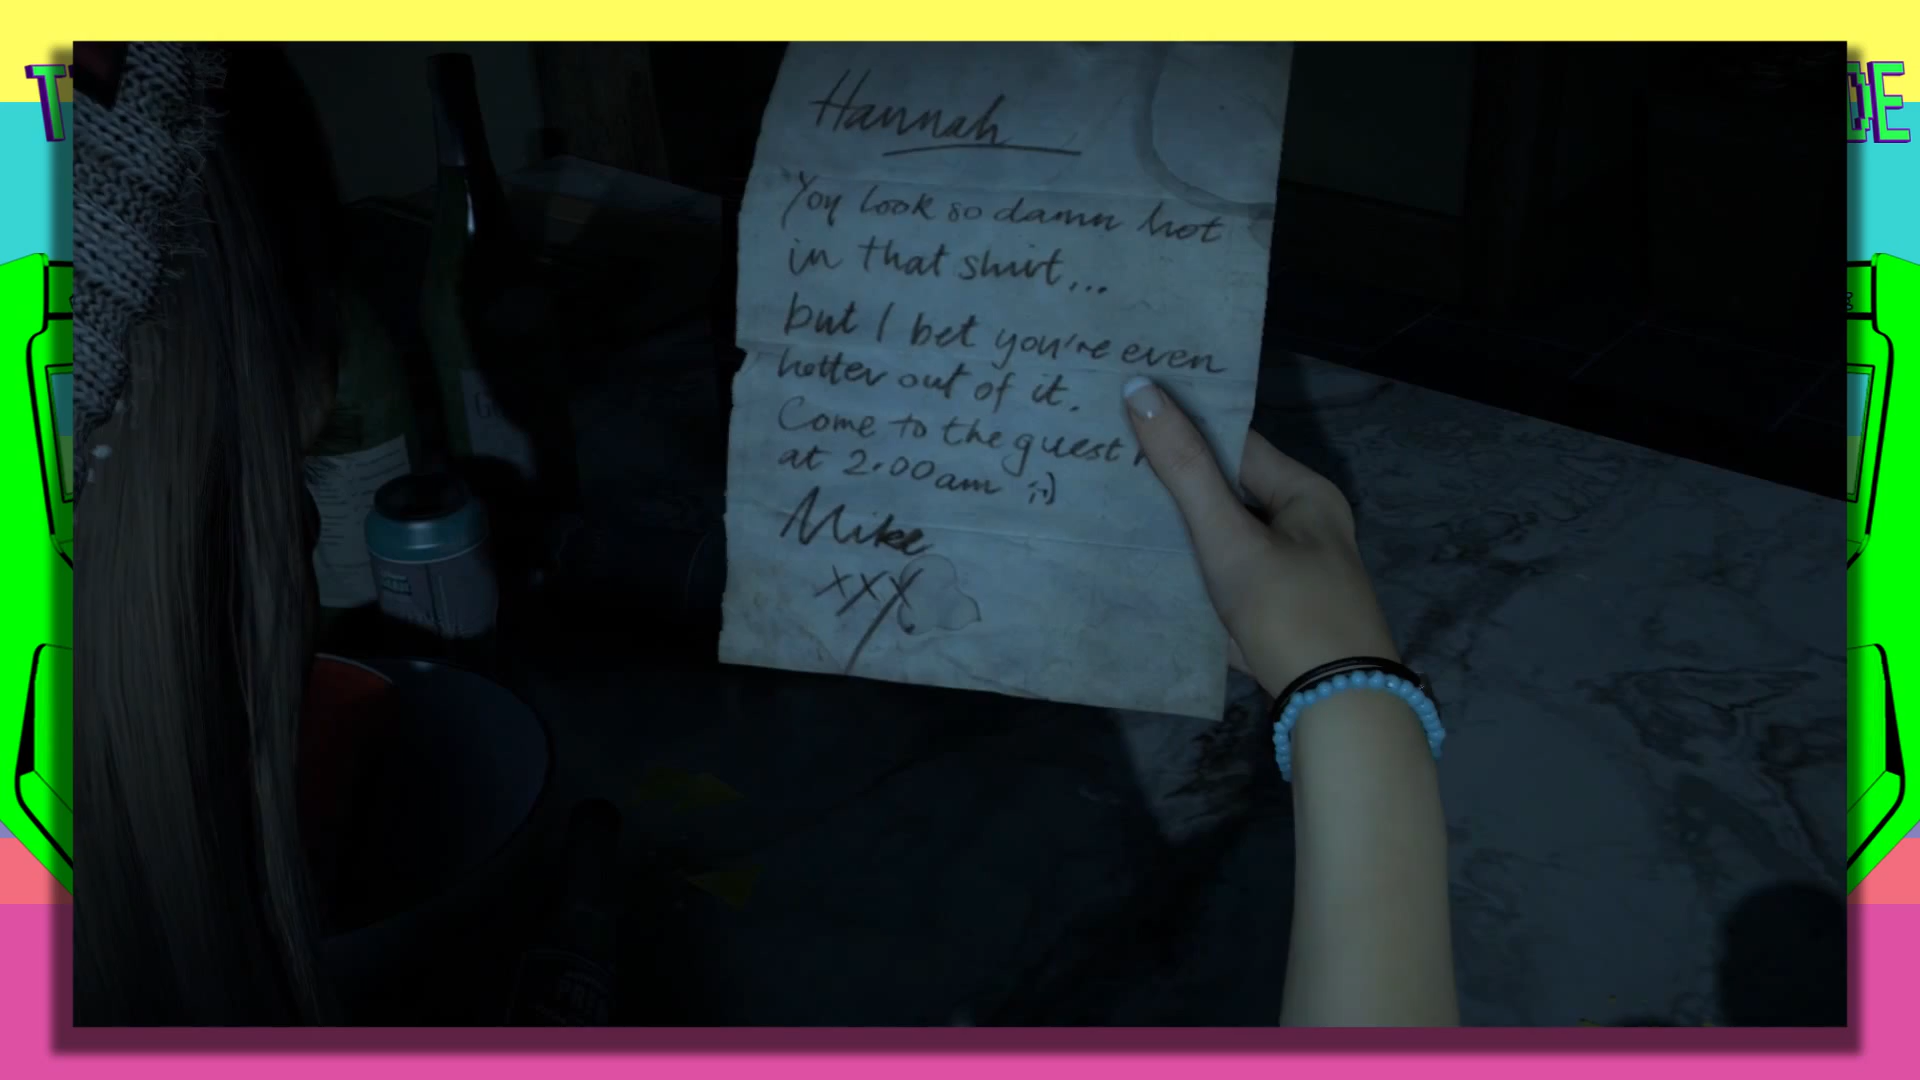 Hannah
You look so damn hot
in that shirt...
but I bet you're even
hotter out of it.
Come to the guest
at 2.00am ;)
Mike
xxx